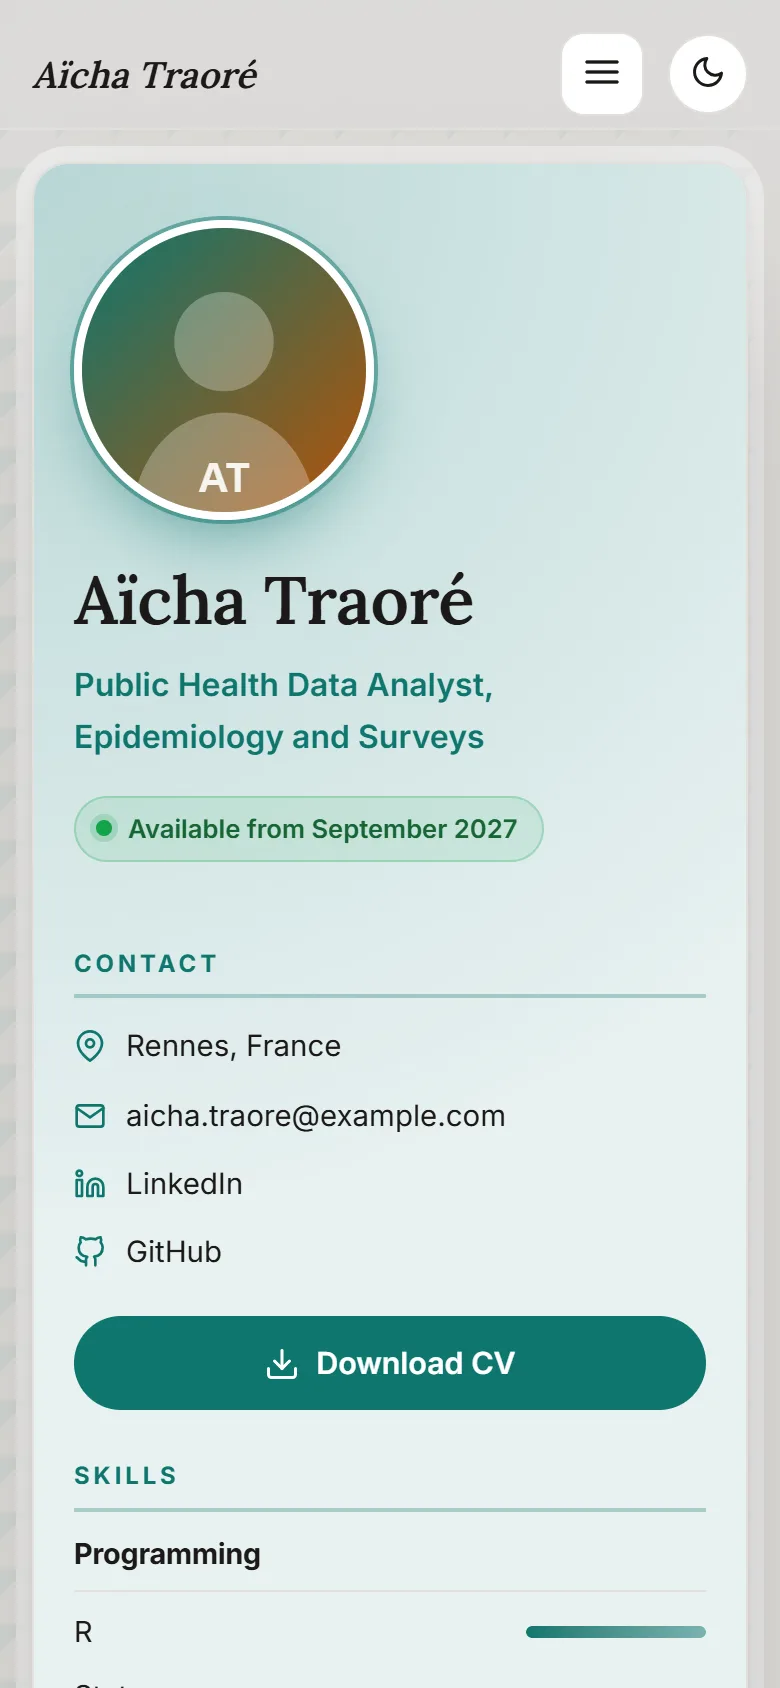 Aïcha Traoré
AT
Aïcha Traoré
Public Health Data Analyst,
Epidemiology and Surveys
Available from September 2027
CONTACT
Rennes, France
aicha.traore@example.com
LinkedIn
GitHub
Download CV
SKILLS
Programming
R